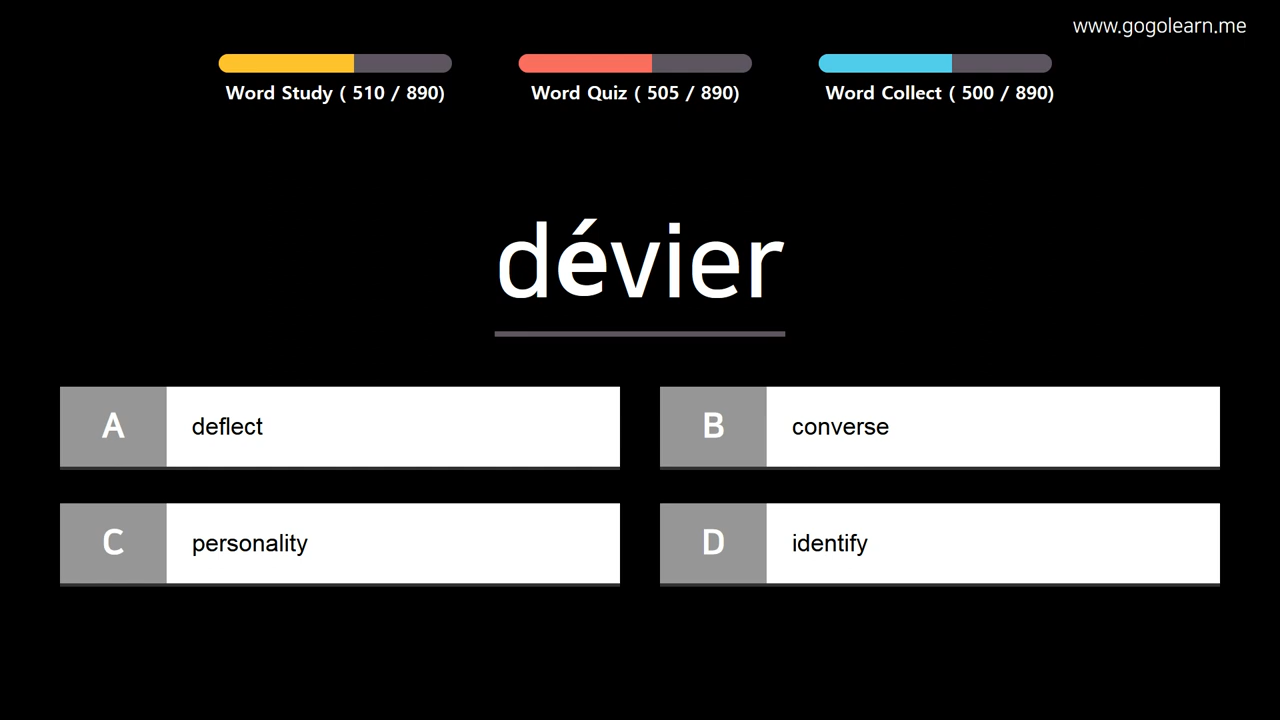 www.gogolearn.me
Word Study ( 510 / 890)
Word Quiz ( 505 / 890)
Word Collect ( 500 / 890)
dévier
A deflect
B converse
C personality
D identify